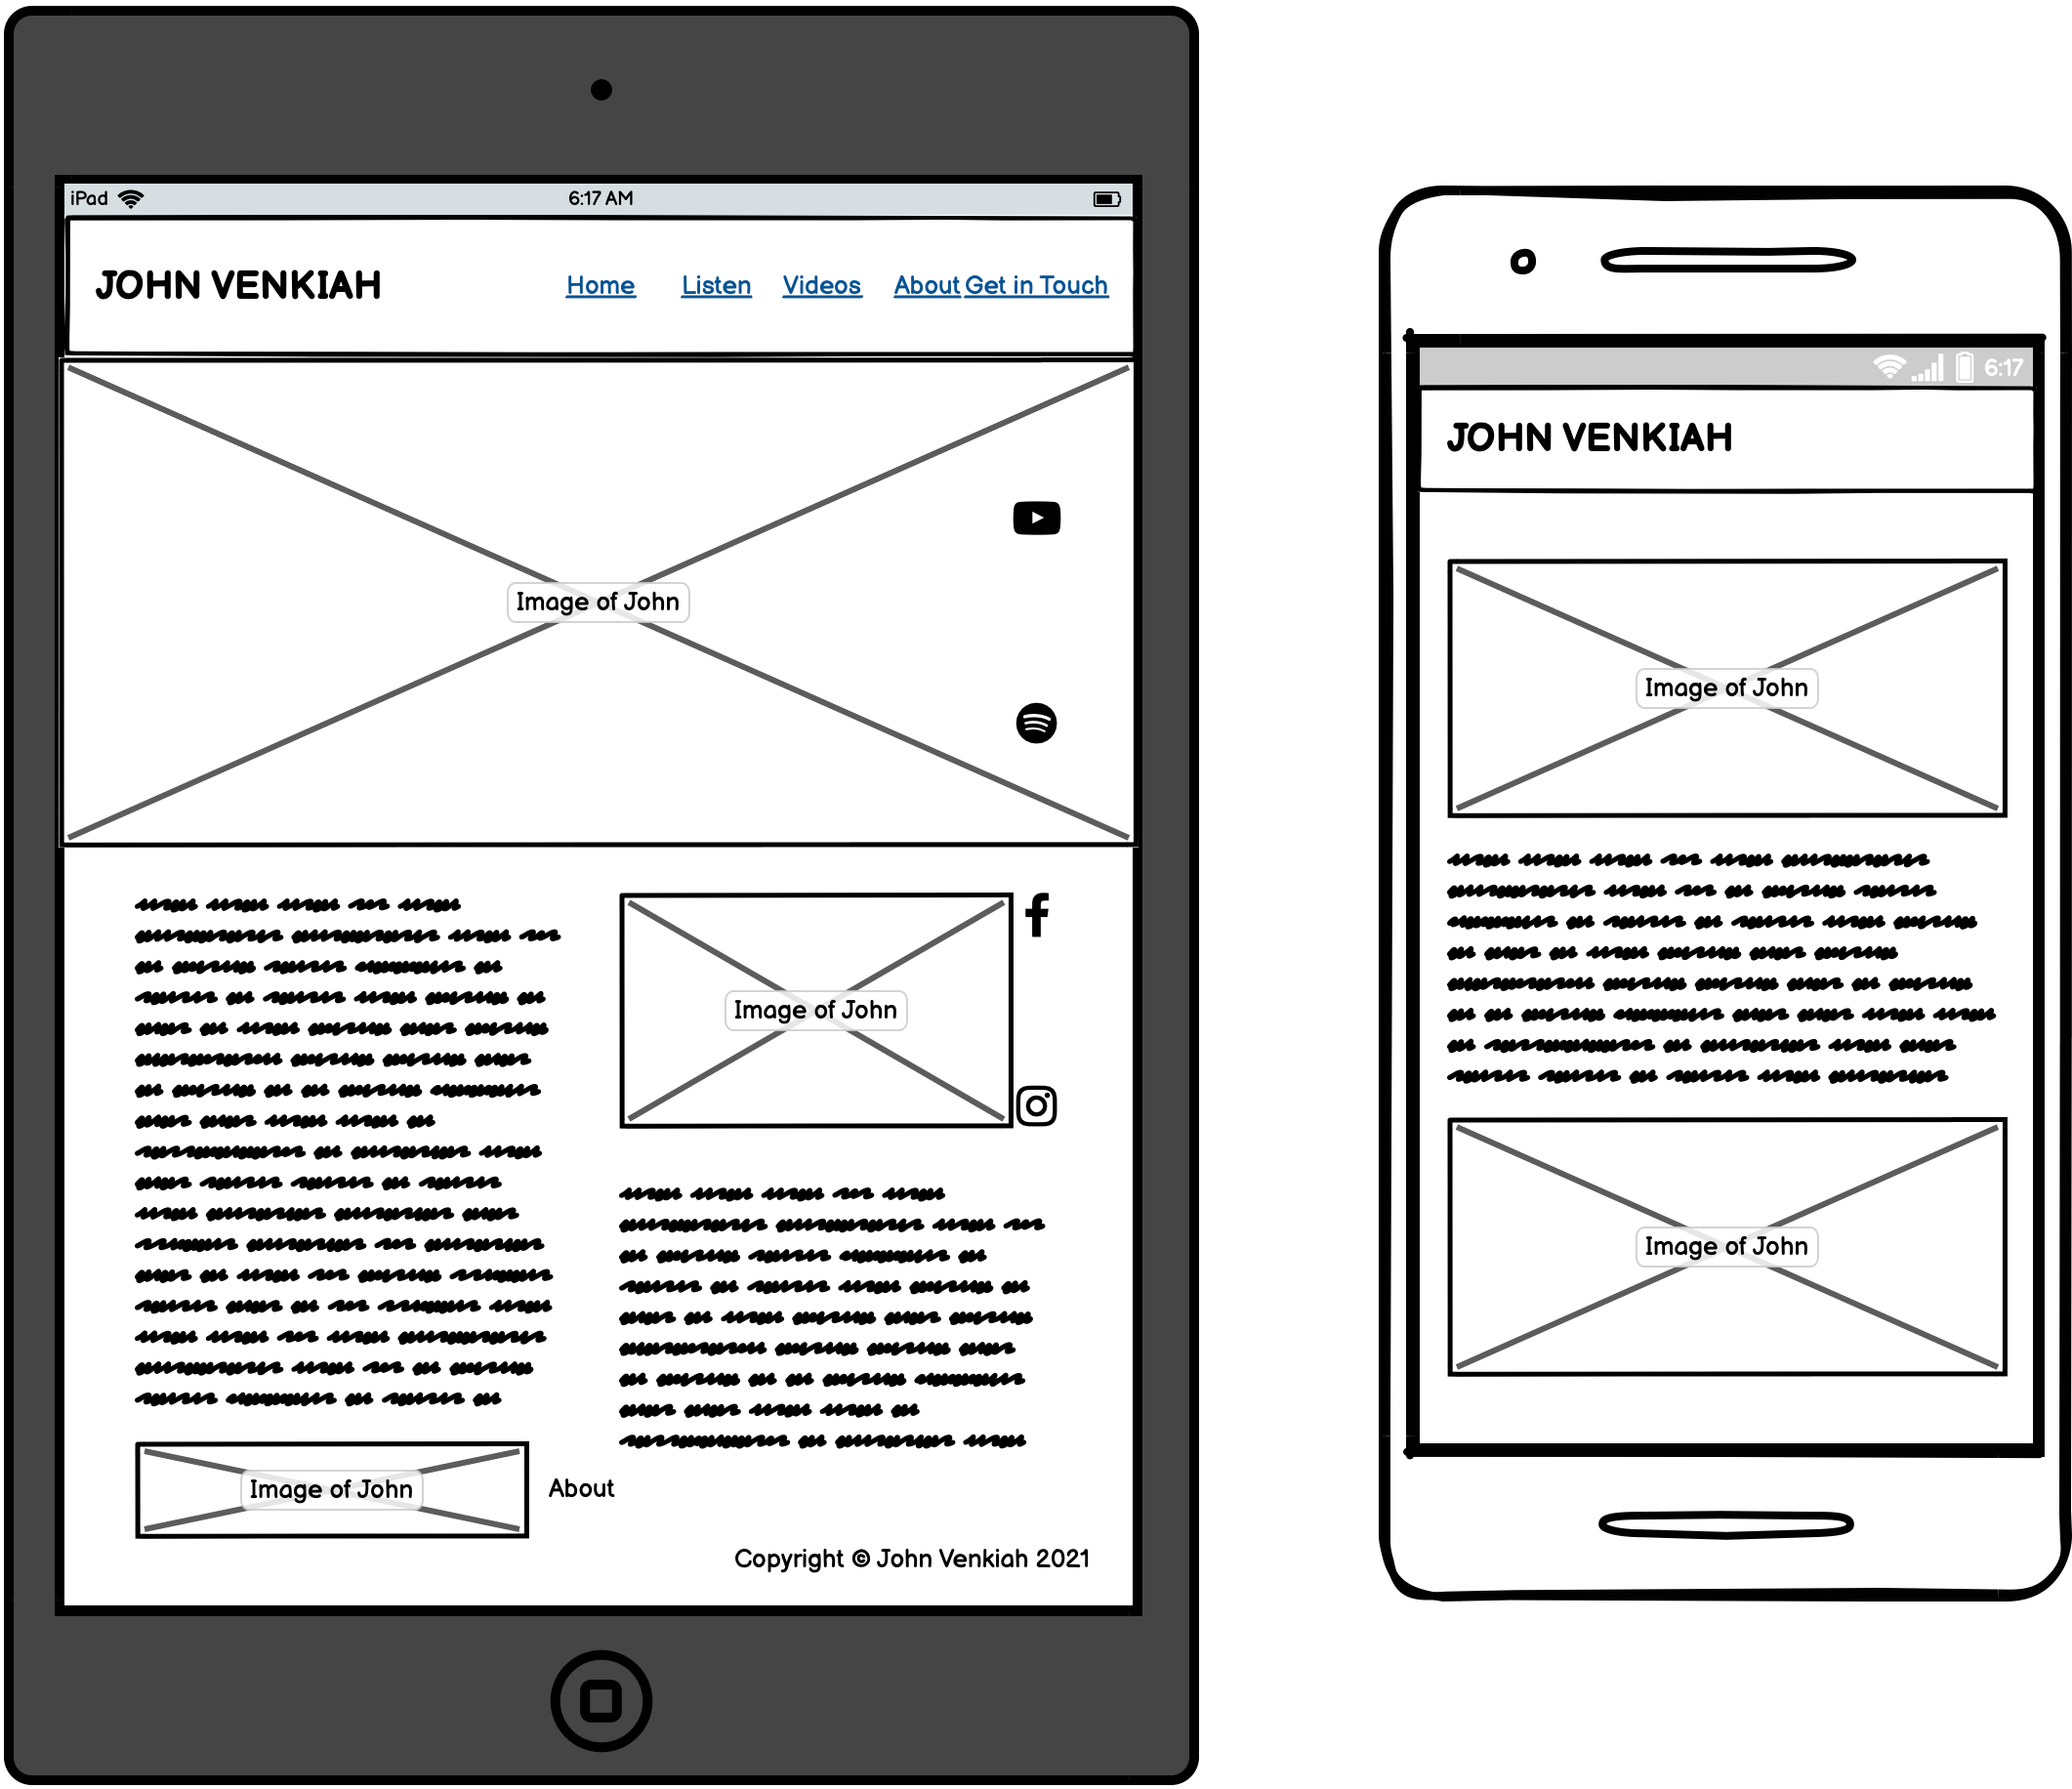 iPad 6:17 AM
JOHN VENKIAH Home Listen Videos About Get in Touch
Image of John
Image of John
Image of John About
Copyright © John Venkiah 2021
6:17
JOHN VENKIAH
Image of John
Image of John